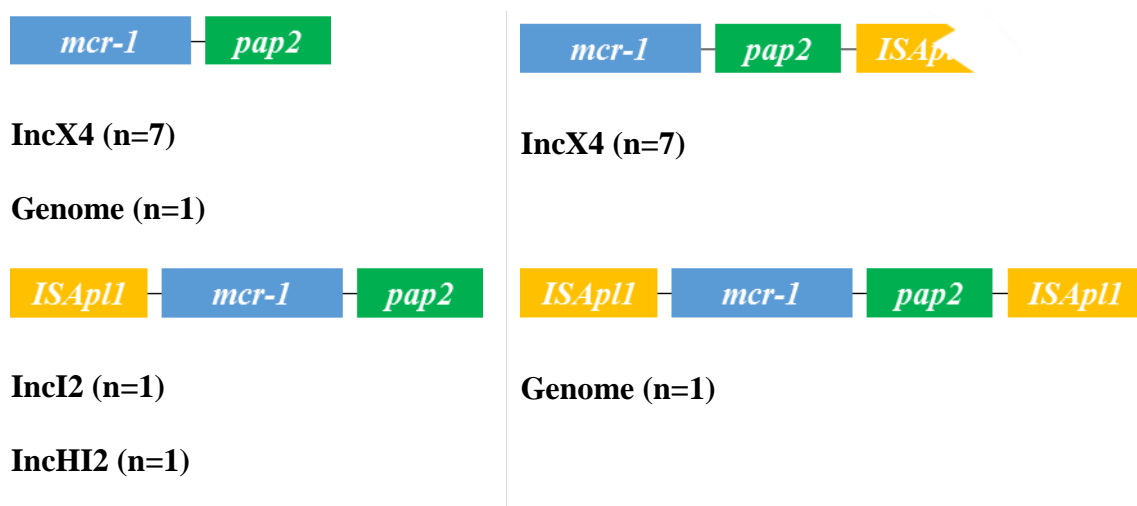 mcr-1 pap2
IncX4 (n=7)
Genome (n=1)
mcr-1 pap2 ISAp
IncX4 (n=7)
ISApl1 mcr-1 pap2
IncI2 (n=1)
IncHI2 (n=1)
ISApl1 mcr-1 pap2 ISApl1
Genome (n=1)